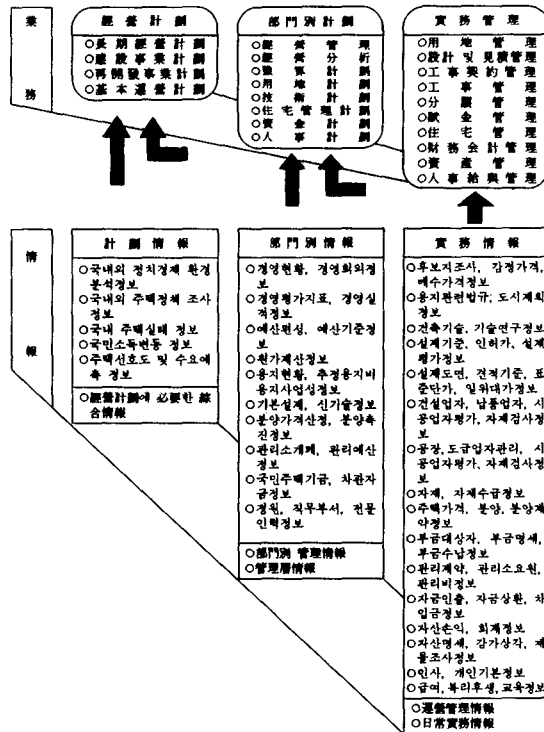 業務
經營計劃
○長期經營計劃
○建設事業計劃
○再開發事業計劃
○基本運營計劃
部門別計劃
○經營管理
○經營分析
○豫算計劃
○用地計劃
○技術計劃
○住宅管理計劃
○資金計劃
○人事計劃
實務管理
○用地管理
○設計 및 見積管理
○工事契約管理
○工事管理
○分讓管理
○賦金管理
○住宅管理
○財務会計管理
○資産管理
○人事給與管理
情報
計劃情報
○국내외 정치경제 환경
분석정보
○국내외 주택정책 조사
정보
○국내 주택실태 정보
○국민소득변동 정보
○주택선호도 및 수요예
측 정보
○經營計劃에 必要한 綜
合情報
部門別情報
○경영현황, 경영회의정
보
○경영평가지표, 경영실
적정보
○예산편성, 예산기준정
보
○원가계산정보
○용지현황, 추정용지비
용지사업성정보
○기본설계, 신기술정보
○분양가격산정, 분양촉
진정보
○관리소개폐, 관리예산
정보
○국민주택기금, 차관자
금정보
○정원, 직무부서, 전문
인력정보
○部門別 管理情報
○管理層情報
實務情報
○후보지조사, 감정가격,
매수가격정보
○용지관련법규, 도시계획
정보
○건축기술, 기술연구정보
○설계기준, 인허가, 설계
평가정보
○설계도면, 견적기준, 표
준단가, 일위대가정보
○건설업자, 납품업자, 시
공업자평가, 자재검사정
보
○공장, 도급업자관리, 시
공업자평가, 자재검사정
보
○자재, 자재수급정보
○주택가격, 분양, 분양계
약정보
○부금대상자, 부금명세,
부금수납정보
○관리계약, 관리소요원,
관리비정보
○자금인출, 자금상환, 차
입금정보
○자산손익, 회계정보
○자산명세, 감가상각, 재
물조사정보
○인사, 개인기본정보
○급여, 복리후생, 교육정보
○運營管理情報
○日常實務情報